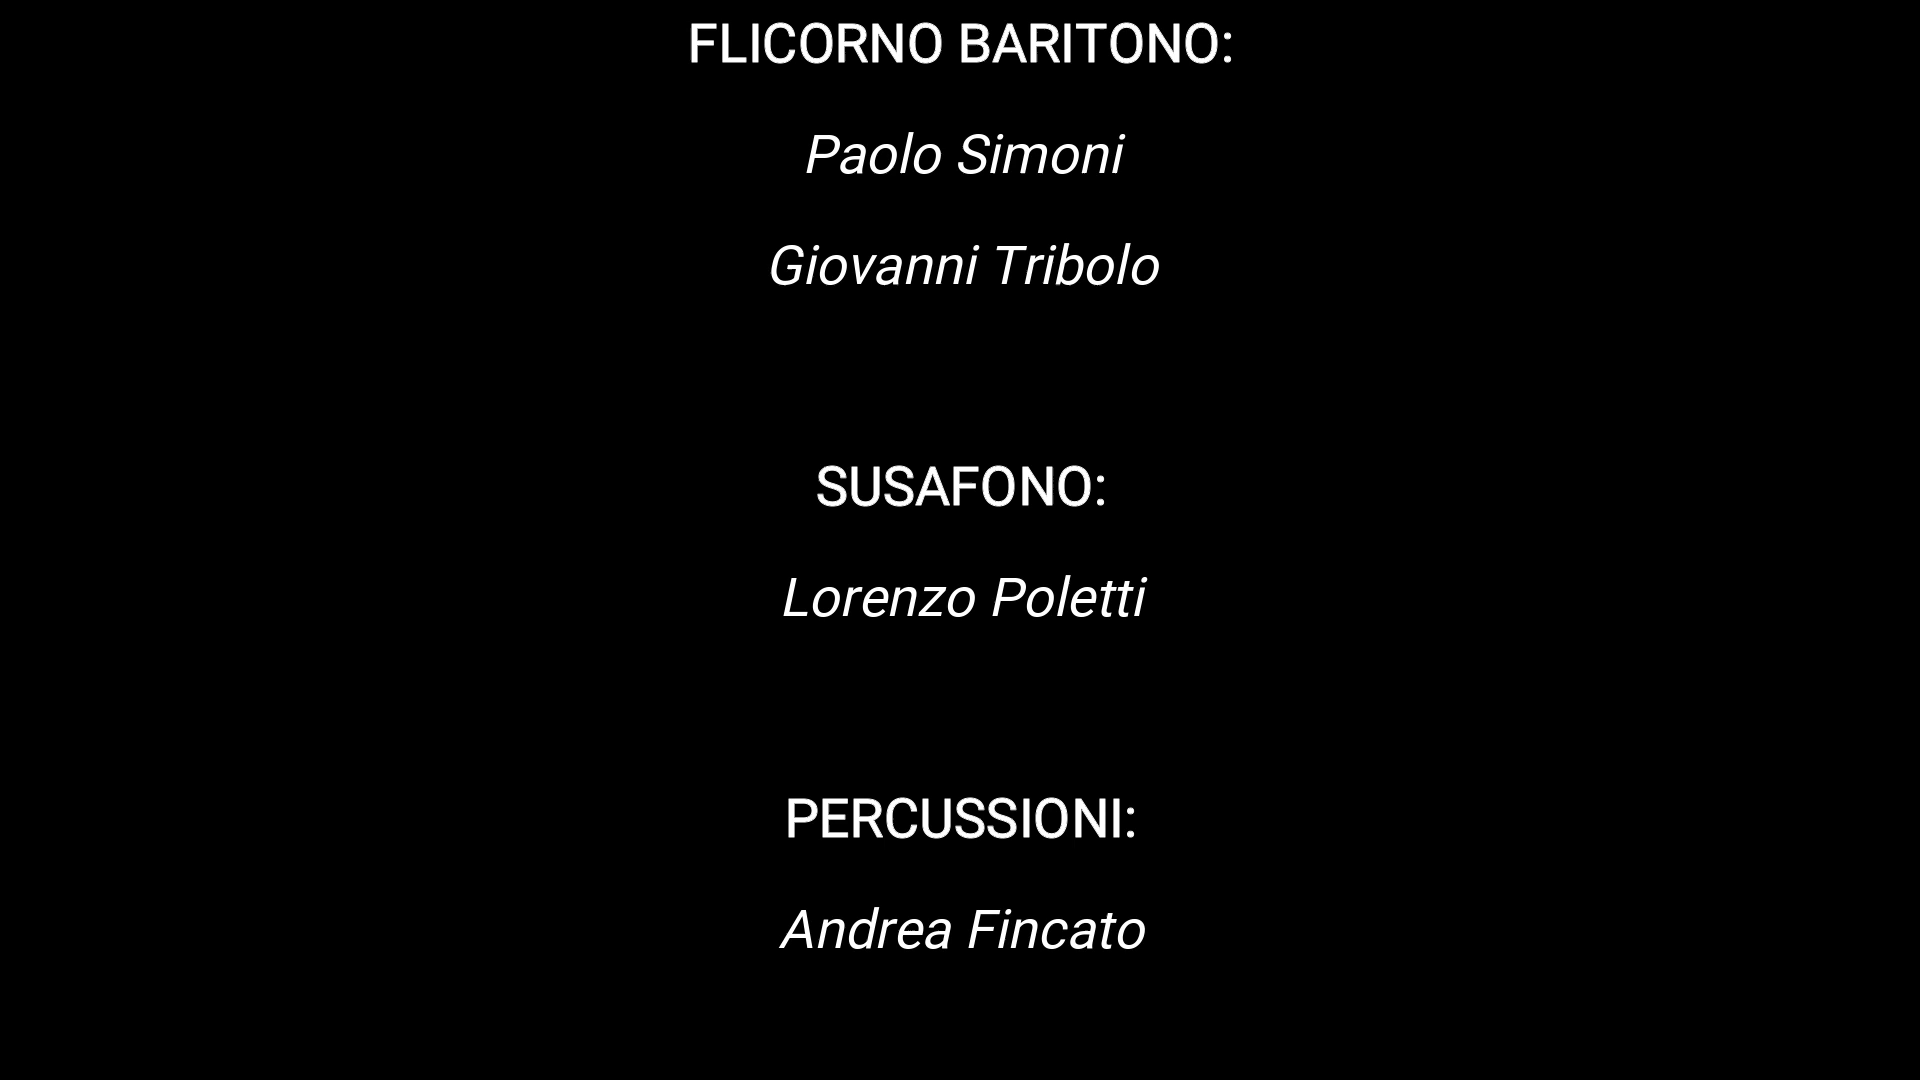 FLICORNO BARITONO:
Paolo Simoni
Giovanni Tribolo
SUSAFONO:
Lorenzo Poletti
PERCUSSIONI:
Andrea Fincato